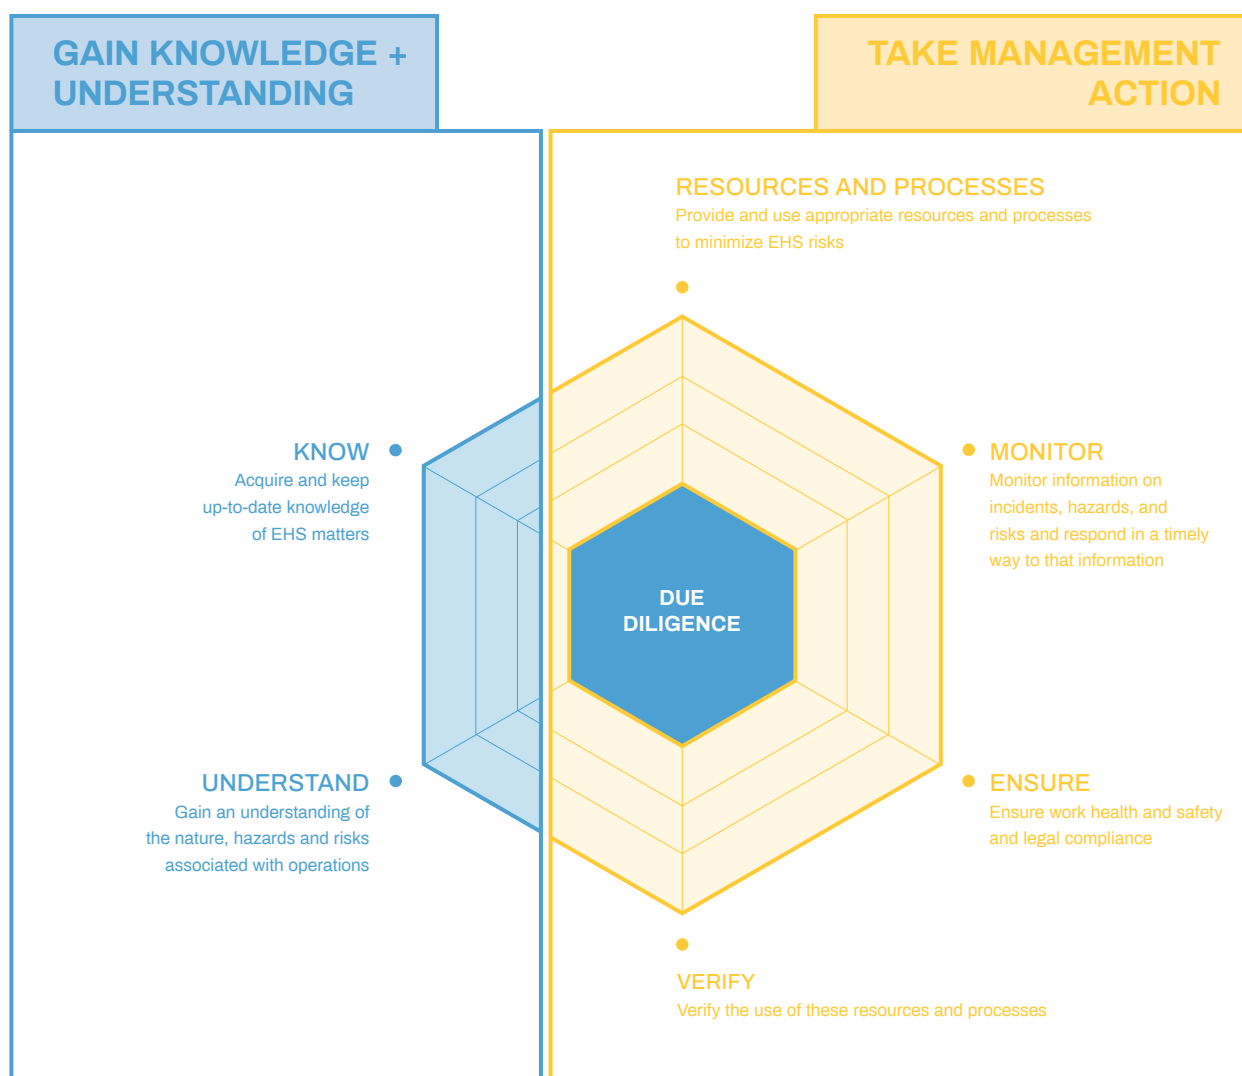 GAIN KNOWLEDGE +
UNDERSTANDING
TAKE MANAGEMENT
ACTION
RESOURCES AND PROCESSES
Provide and use appropriate resources and processes
to minimize EHS risks
KNOW
Acquire and keep
up-to-date knowledge
of EHS matters
MONITOR
Monitor information on
incidents, hazards, and
risks and respond in a timely
way to that information
DUE
DILIGENCE
UNDERSTAND
Gain an understanding of
the nature, hazards and risks
associated with operations
ENSURE
Ensure work health and safety
and legal compliance
VERIFY
Verify the use of these resources and processes